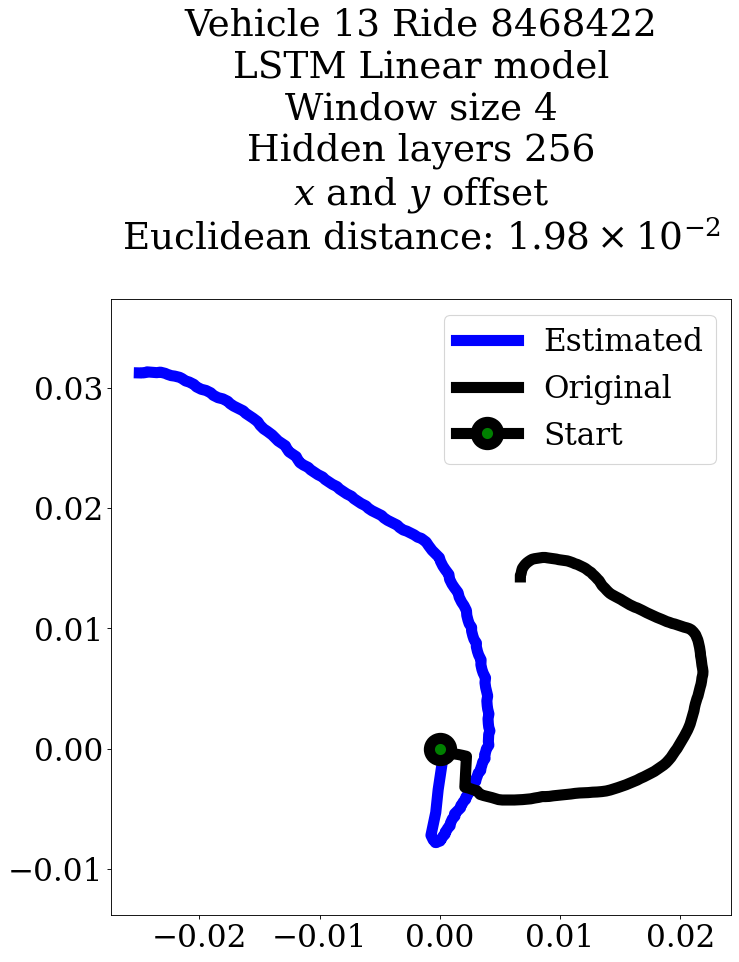 Vehicle 13 Ride 8468422
LSTM Linear model
Window size 4
Hidden layers 256
x and y offset
Euclidean distance: 1.98 × 10⁻²
Estimated
Original
Start
0.03
0.02
0.01
0.00
−0.01
−0.02
−0.01
0.00
0.01
0.02